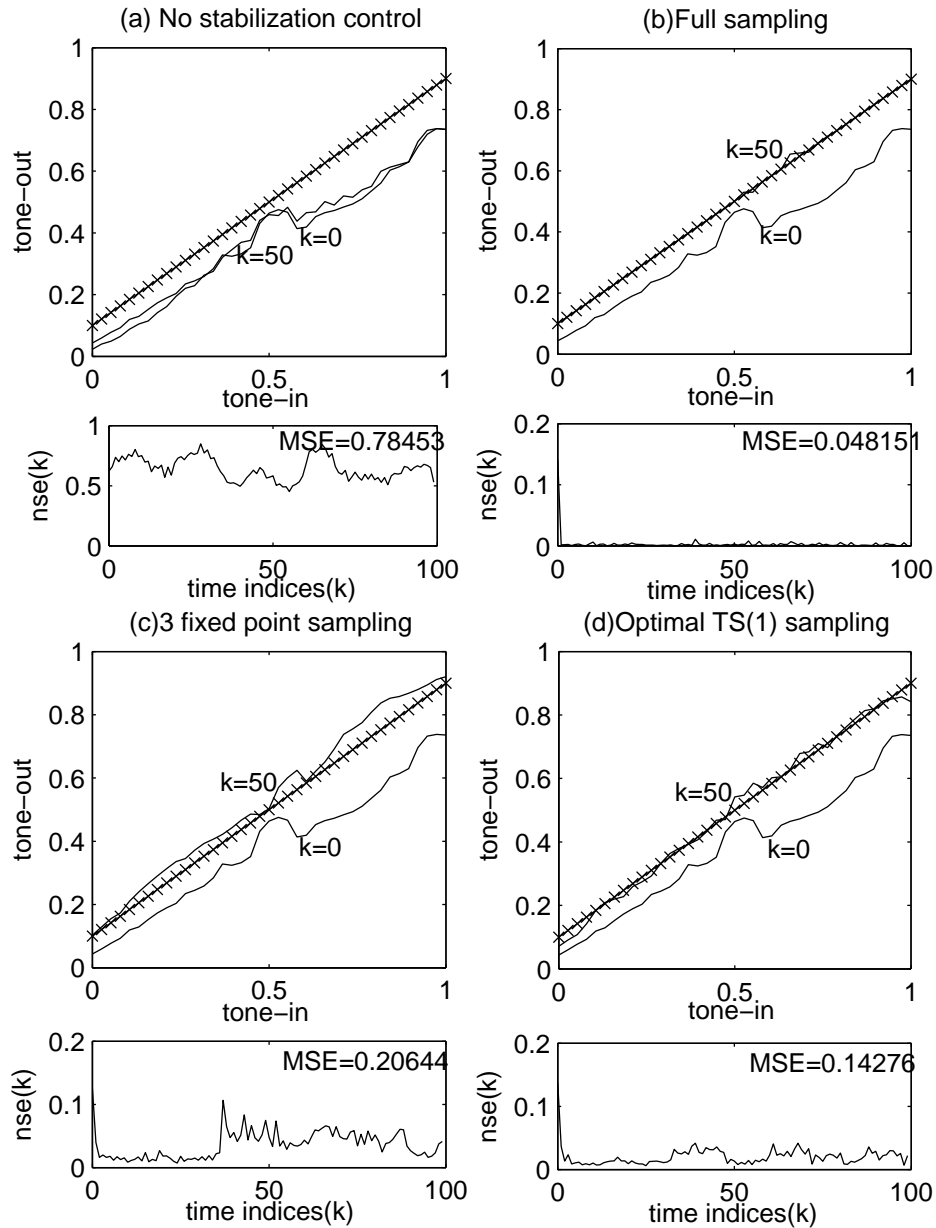 (a) No stabilization control
1
0.8
0.6
0.4
0.2
0
tone-out
k=50
k=0
0
0.5
1
tone-in
1
0.5
0
nse(k)
MSE=0.78453
0
50
100
time indices(k)
(b)Full sampling
1
0.8
0.6
0.4
0.2
0
tone-out
k=50
k=0
0
0.5
1
tone-in
0.2
0.1
0
nse(k)
MSE=0.048151
0
50
100
time indices(k)
(c)3 fixed point sampling
1
0.8
0.6
0.4
0.2
0
tone-out
k=50
k=0
0
0.5
1
tone-in
0.2
0.1
0
nse(k)
MSE=0.20644
0
50
100
time indices(k)
(d)Optimal TS(1) sampling
1
0.8
0.6
0.4
0.2
0
tone-out
k=50
k=0
0
0.5
1
tone-in
0.2
0.1
0
nse(k)
MSE=0.14276
0
50
100
time indices(k)